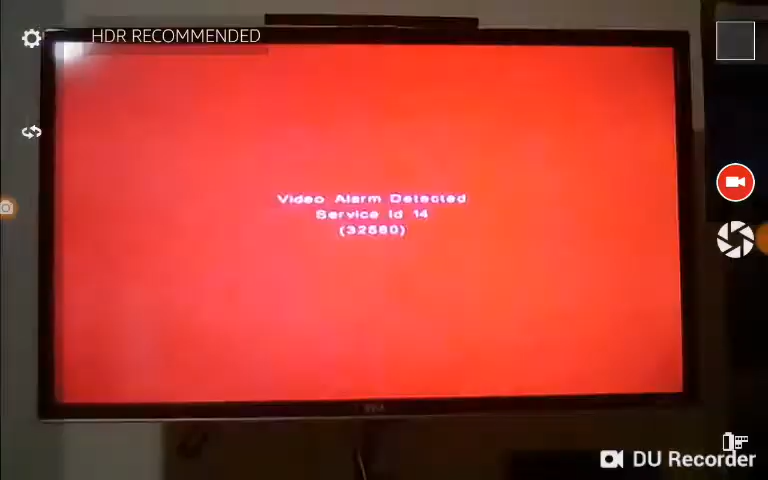 HDR RECOMMENDED
Video Alarm Detected
Service Id 14
(32580)
DU Recorder